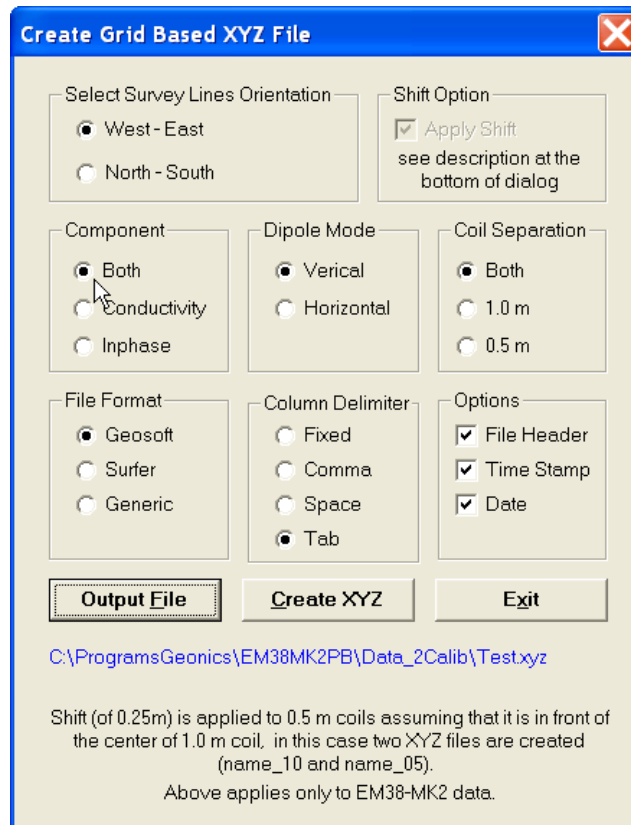 Create Grid Based XYZ File
Select Survey Lines Orientation
West - East
North - South
Shift Option
Apply Shift
see description at the
bottom of dialog
Component
Both
Conductivity
Inphase
Dipole Mode
Verical
Horizontal
Coil Separation
Both
1.0 m
0.5 m
File Format
Geosoft
Surfer
Generic
Column Delimiter
Fixed
Comma
Space
Tab
Options
File Header
Time Stamp
Date
Output File
Create XYZ
Exit
C:\ProgramsGeonics\EM38MK2PB\Data_2Calib\Test.xyz
Shift (of 0.25m) is applied to 0.5 m coils assuming that it is in front of
the center of 1.0 m coil, in this case two XYZ files are created
(name_10 and name_05).
Above applies only to EM38-MK2 data.